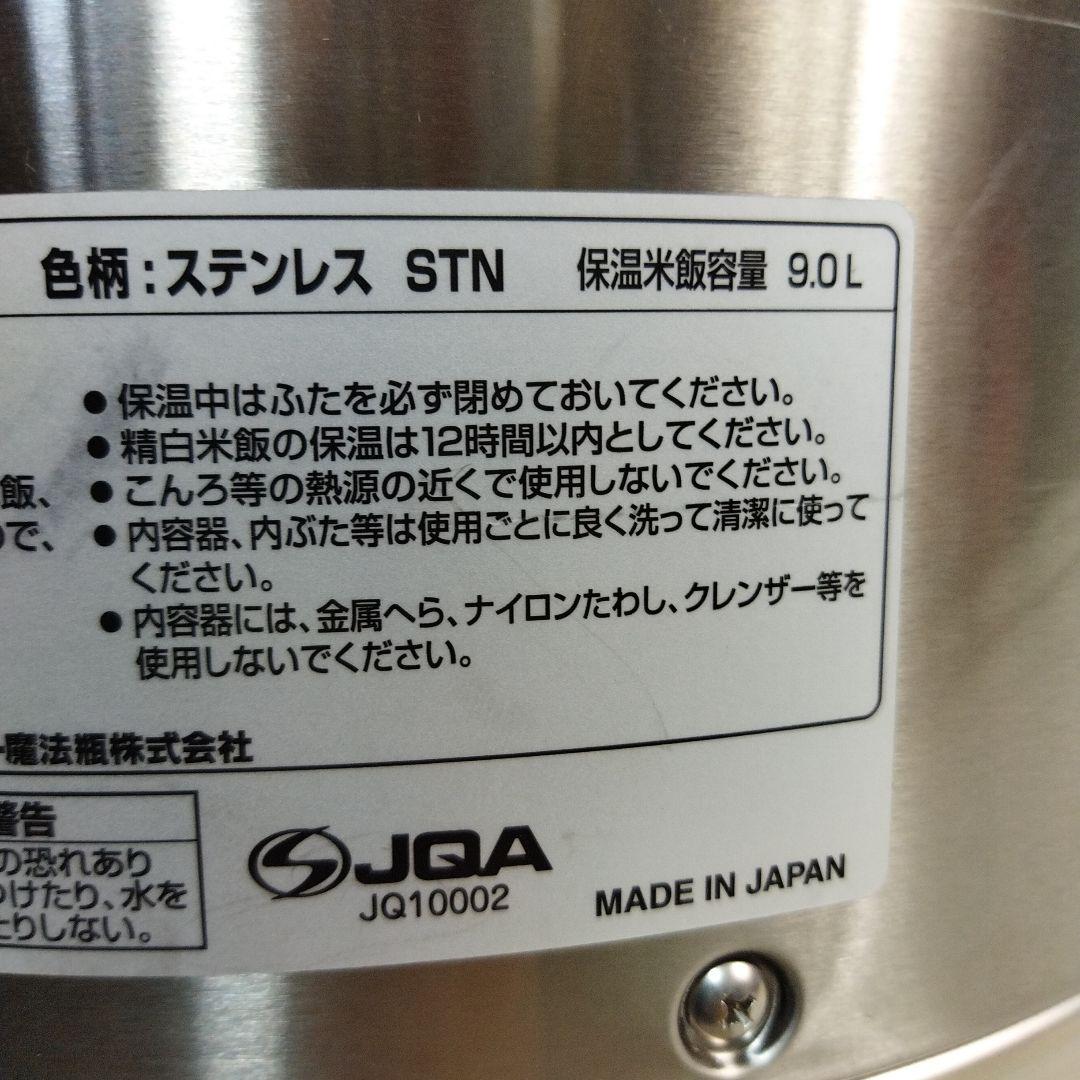 色柄:ステンレス STN 保温米飯容量 9.0L
●保温中はふたを必ず閉めておいてください。
●精白米飯の保温は12時間以内としてください。
飯、 ●こんろ等の熱源の近くで使用しないでください。
で、 ●内容器、内ぶた等は使用ごとに良く洗って清潔に使って
ください。
●内容器には、金属へら、ナイロンたわし、クレンザー等を
使用しないでください。
魔法瓶株式会社
警告
の恐れあり
つけたり、水を
たりしない。
JQA
JQ10002
MADE IN JAPAN